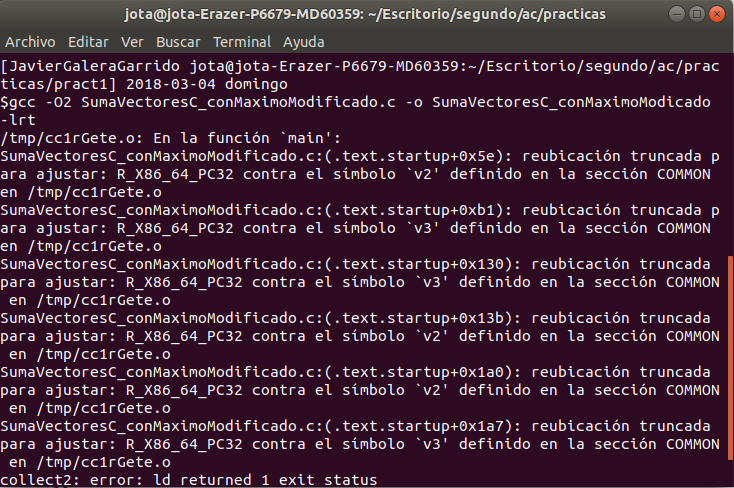 jota@jota-Erazer-P6679-MD60359: ~/Escritorio/segundo/ac/practicas
Archivo Editar Ver Buscar Terminal Ayuda
[JavierGaleraGarrido jota@jota-Erazer-P6679-MD60359:~/Escritorio/segundo/ac/prac
ticas/pract1] 2018-03-04 domingo
$gcc -O2 SumaVectoresC_conMaximoModificado.c -o SumaVectoresC_conMaximoModicado
-lrt
/tmp/cc1rGete.o: En la función `main':
SumaVectoresC_conMaximoModificado.c:(.text.startup+0x5e): reubicación truncada p
ara ajustar: R_X86_64_PC32 contra el símbolo `v2' definido en la sección COMMON
en /tmp/cc1rGete.o
SumaVectoresC_conMaximoModificado.c:(.text.startup+0xb1): reubicación truncada p
ara ajustar: R_X86_64_PC32 contra el símbolo `v3' definido en la sección COMMON
en /tmp/cc1rGete.o
SumaVectoresC_conMaximoModificado.c:(.text.startup+0x130): reubicación truncada
para ajustar: R_X86_64_PC32 contra el símbolo `v3' definido en la sección COMMON
 en /tmp/cc1rGete.o
SumaVectoresC_conMaximoModificado.c:(.text.startup+0x13b): reubicación truncada
para ajustar: R_X86_64_PC32 contra el símbolo `v2' definido en la sección COMMON
 en /tmp/cc1rGete.o
SumaVectoresC_conMaximoModificado.c:(.text.startup+0x1a0): reubicación truncada
para ajustar: R_X86_64_PC32 contra el símbolo `v2' definido en la sección COMMON
 en /tmp/cc1rGete.o
SumaVectoresC_conMaximoModificado.c:(.text.startup+0x1a7): reubicación truncada
para ajustar: R_X86_64_PC32 contra el símbolo `v3' definido en la sección COMMON
 en /tmp/cc1rGete.o
collect2: error: ld returned 1 exit status